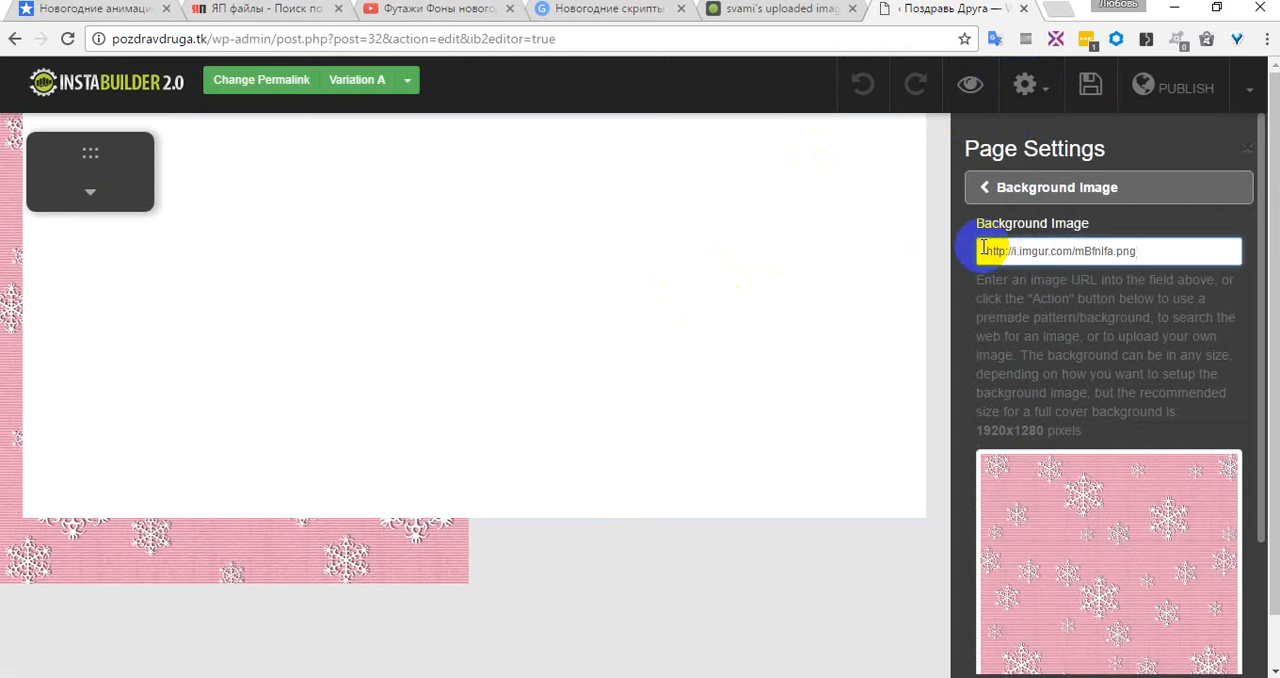 Новогодние анимаци
ЯП файлы - Поиск по
Футажи Фоны новог
Новогодние скрипты
svami's uploaded imag
‹ Поздравь Друга — W
Любовь
pozdravdruga.tk/wp-admin/post.php?post=32&action=edit&ib2editor=true
1
0
INSTABUILDER 2.0
Change Permalink
Variation A
PUBLISH
Page Settings
Background Image
Background Image
http://i.imgur.com/mBfnlfa.png
Enter an image URL into the field above, or
click the "Action" button below to use a
premade pattern/background, to search the
web for an image, or to upload your own
image. The background can be in any size,
depending on how you want to setup the
background image, but the recommended
size for a full cover background is
1920x1280 pixels